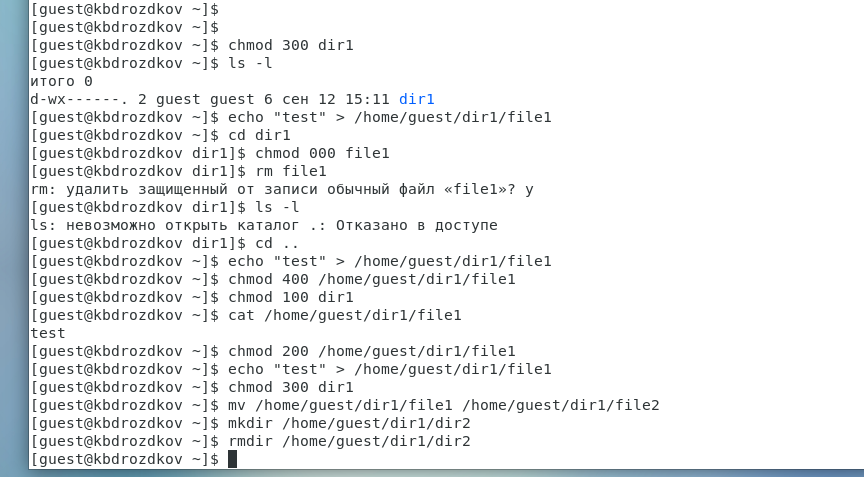 [guest@kbdrozdkov ~]$
[guest@kbdrozdkov ~]$
[guest@kbdrozdkov ~]$ chmod 300 dir1
[guest@kbdrozdkov ~]$ ls -l
итого 0
d-wx------. 2 guest guest 6 сен 12 15:11 dir1
[guest@kbdrozdkov ~]$ echo "test" > /home/guest/dir1/file1
[guest@kbdrozdkov ~]$ cd dir1
[guest@kbdrozdkov dir1]$ chmod 000 file1
[guest@kbdrozdkov dir1]$ rm file1
rm: удалить защищенный от записи обычный файл «file1»? y
[guest@kbdrozdkov dir1]$ ls -l
ls: невозможно открыть каталог .: Отказано в доступе
[guest@kbdrozdkov dir1]$ cd ..
[guest@kbdrozdkov ~]$ echo "test" > /home/guest/dir1/file1
[guest@kbdrozdkov ~]$ chmod 400 /home/guest/dir1/file1
[guest@kbdrozdkov ~]$ chmod 100 dir1
[guest@kbdrozdkov ~]$ cat /home/guest/dir1/file1
test
[guest@kbdrozdkov ~]$ chmod 200 /home/guest/dir1/file1
[guest@kbdrozdkov ~]$ echo "test" > /home/guest/dir1/file1
[guest@kbdrozdkov ~]$ chmod 300 dir1
[guest@kbdrozdkov ~]$ mv /home/guest/dir1/file1 /home/guest/dir1/file2
[guest@kbdrozdkov ~]$ mkdir /home/guest/dir1/dir2
[guest@kbdrozdkov ~]$ rmdir /home/guest/dir1/dir2
[guest@kbdrozdkov ~]$